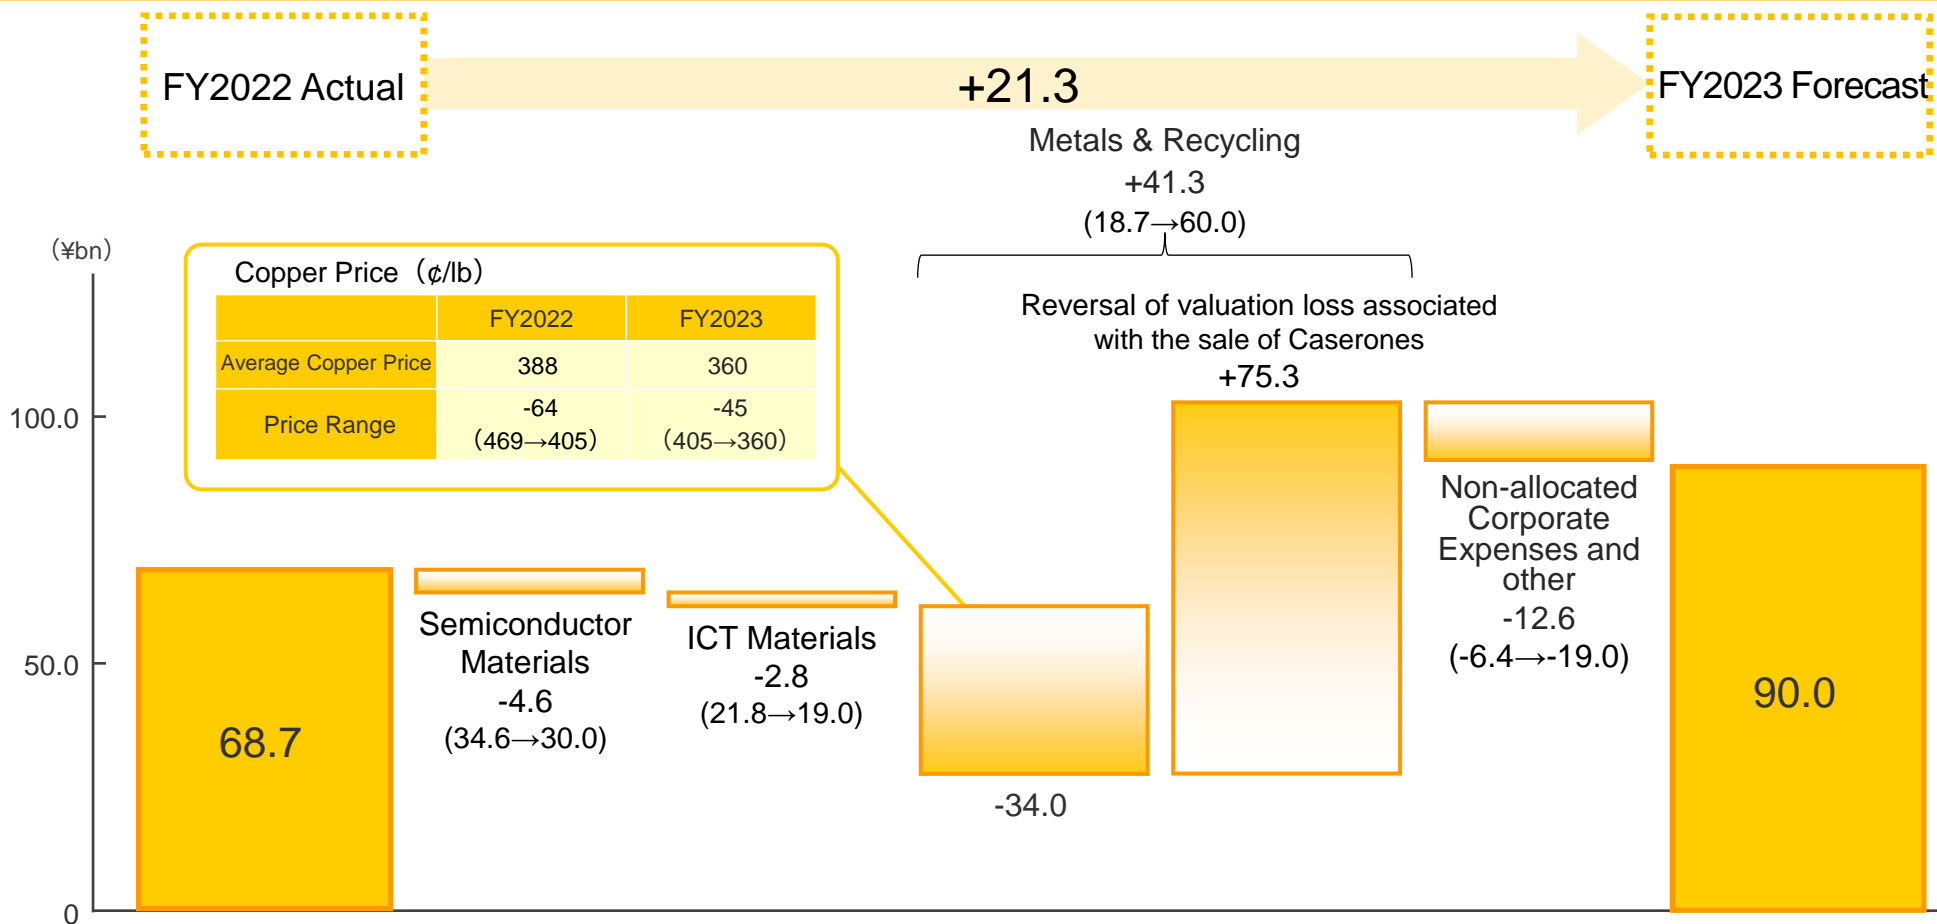 FY2022 Actual
+21.3
FY2023 Forecast
Metals & Recycling
+41.3
(18.7→60.0)
（¥bn）
Copper Price（¢/lb）
FY2022 FY2023
Average Copper Price 388 360
Price Range -64 -45
（469→405） （405→360）
Reversal of valuation loss associated
with the sale of Caserones
+75.3
100.0
50.0
0
68.7
Semiconductor
Materials
-4.6
(34.6→30.0)
ICT Materials
-2.8
(21.8→19.0)
-34.0
Non-allocated
Corporate
Expenses and
other
-12.6
(-6.4→-19.0)
90.0